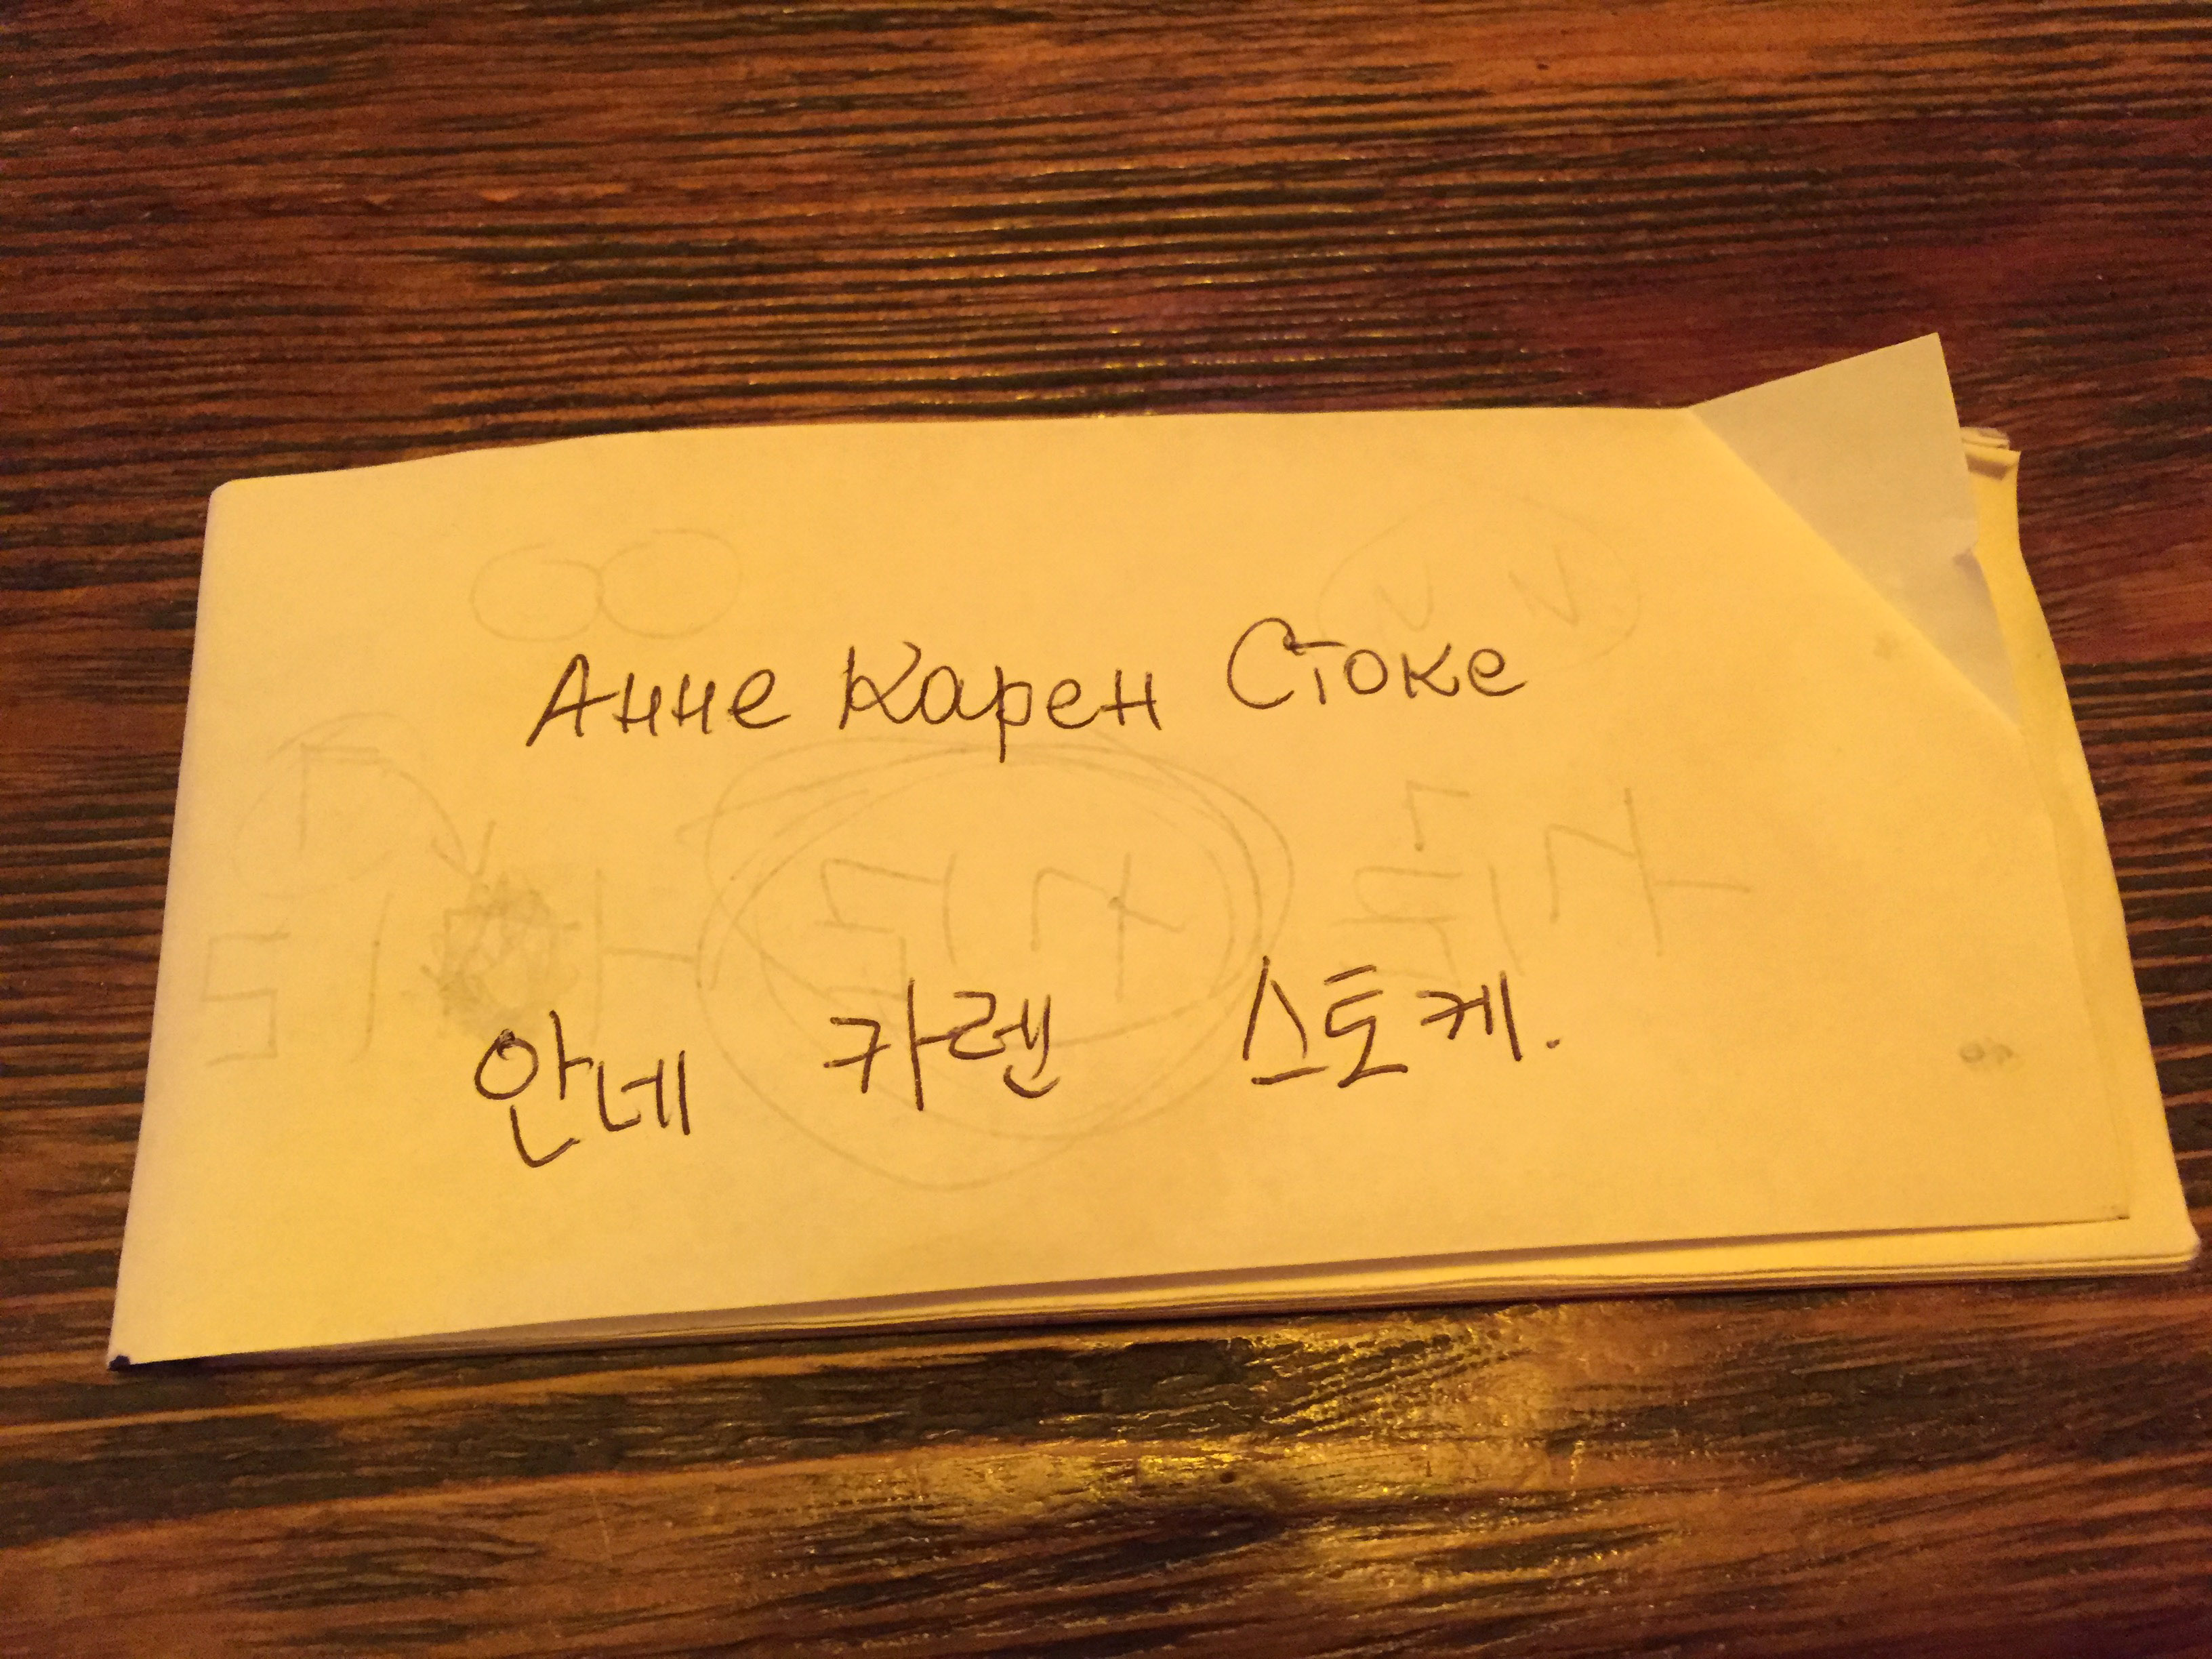 Анне Карен Стоке
안네 카렌 스토케.